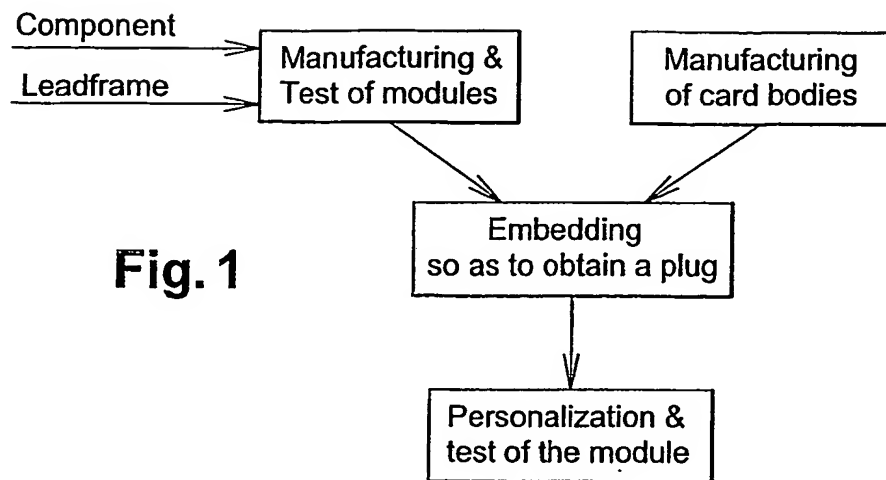 Component
Leadframe
Manufacturing &
Test of modules
Manufacturing
of card bodies
Embedding
so as to obtain a plug
Fig. 1
Personalization &
test of the module